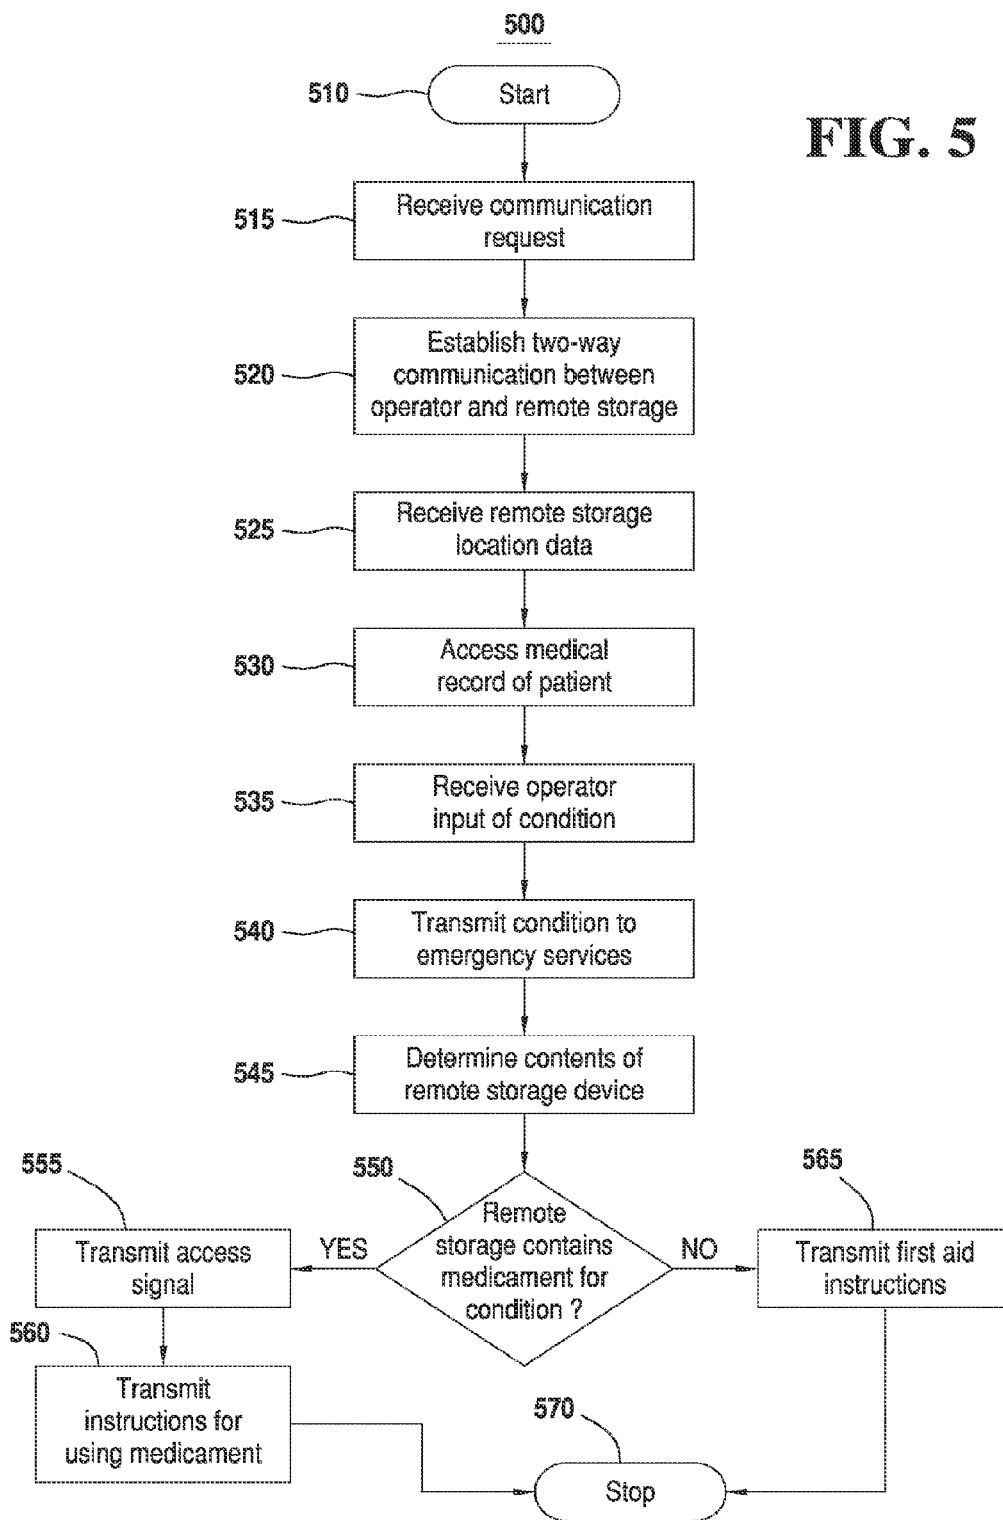 500
510
Start
FIG. 5
515
Receive communication
request
520
Establish two-way
communication between
operator and remote storage
525
Receive remote storage
location data
530
Access medical
record of patient
535
Receive operator
input of condition
540
Transmit condition to
emergency services
545
Determine contents of
remote storage device
550
Remote
storage contains
medicament for
condition ?
YES
NO
555
Transmit access
signal
560
Transmit
instructions for
using medicament
565
Transmit first aid
instructions
570
Stop